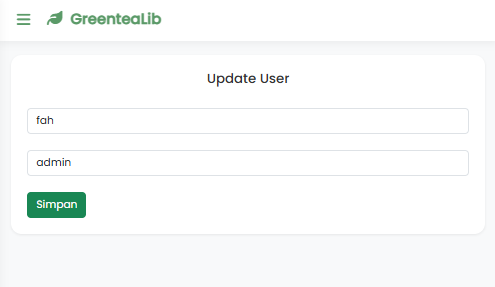 GreenteaLib
Update User
fah
admin
Simpan